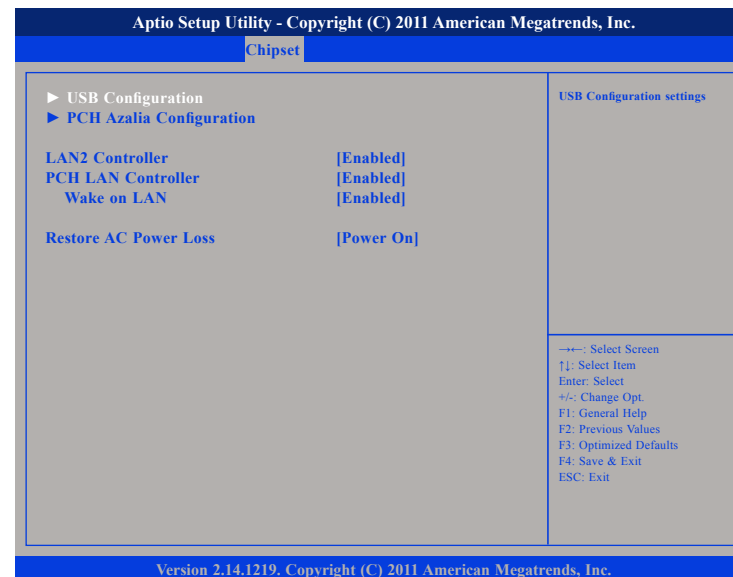 Aptio Setup Utility - Copyright (C) 2011 American Megatrends, Inc.
Chipset
► USB Configuration
► PCH Azalia Configuration
LAN2 Controller [Enabled]
PCH LAN Controller [Enabled]
Wake on LAN [Enabled]
Restore AC Power Loss [Power On]
USB Configuration settings
→←: Select Screen
↑↓: Select Item
Enter: Select
+/-: Change Opt.
F1: General Help
F2: Previous Values
F3: Optimized Defaults
F4: Save & Exit
ESC: Exit
Version 2.14.1219. Copyright (C) 2011 American Megatrends, Inc.